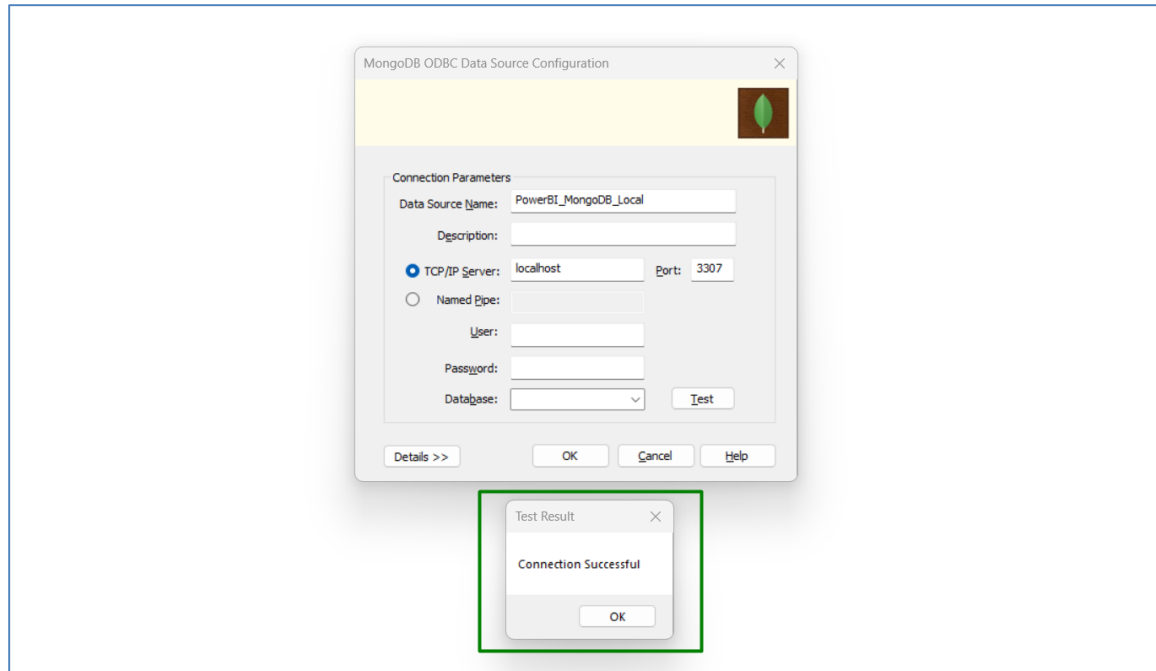 MongoDB ODBC Data Source Configuration
Connection Parameters
Data Source Name: PowerBI_MongoDB_Local
Description:
TCP/IP Server: localhost Port: 3307
Named Pipe:
User:
Password:
Database: Test
Details >> OK Cancel Help
Test Result
Connection Successful
OK